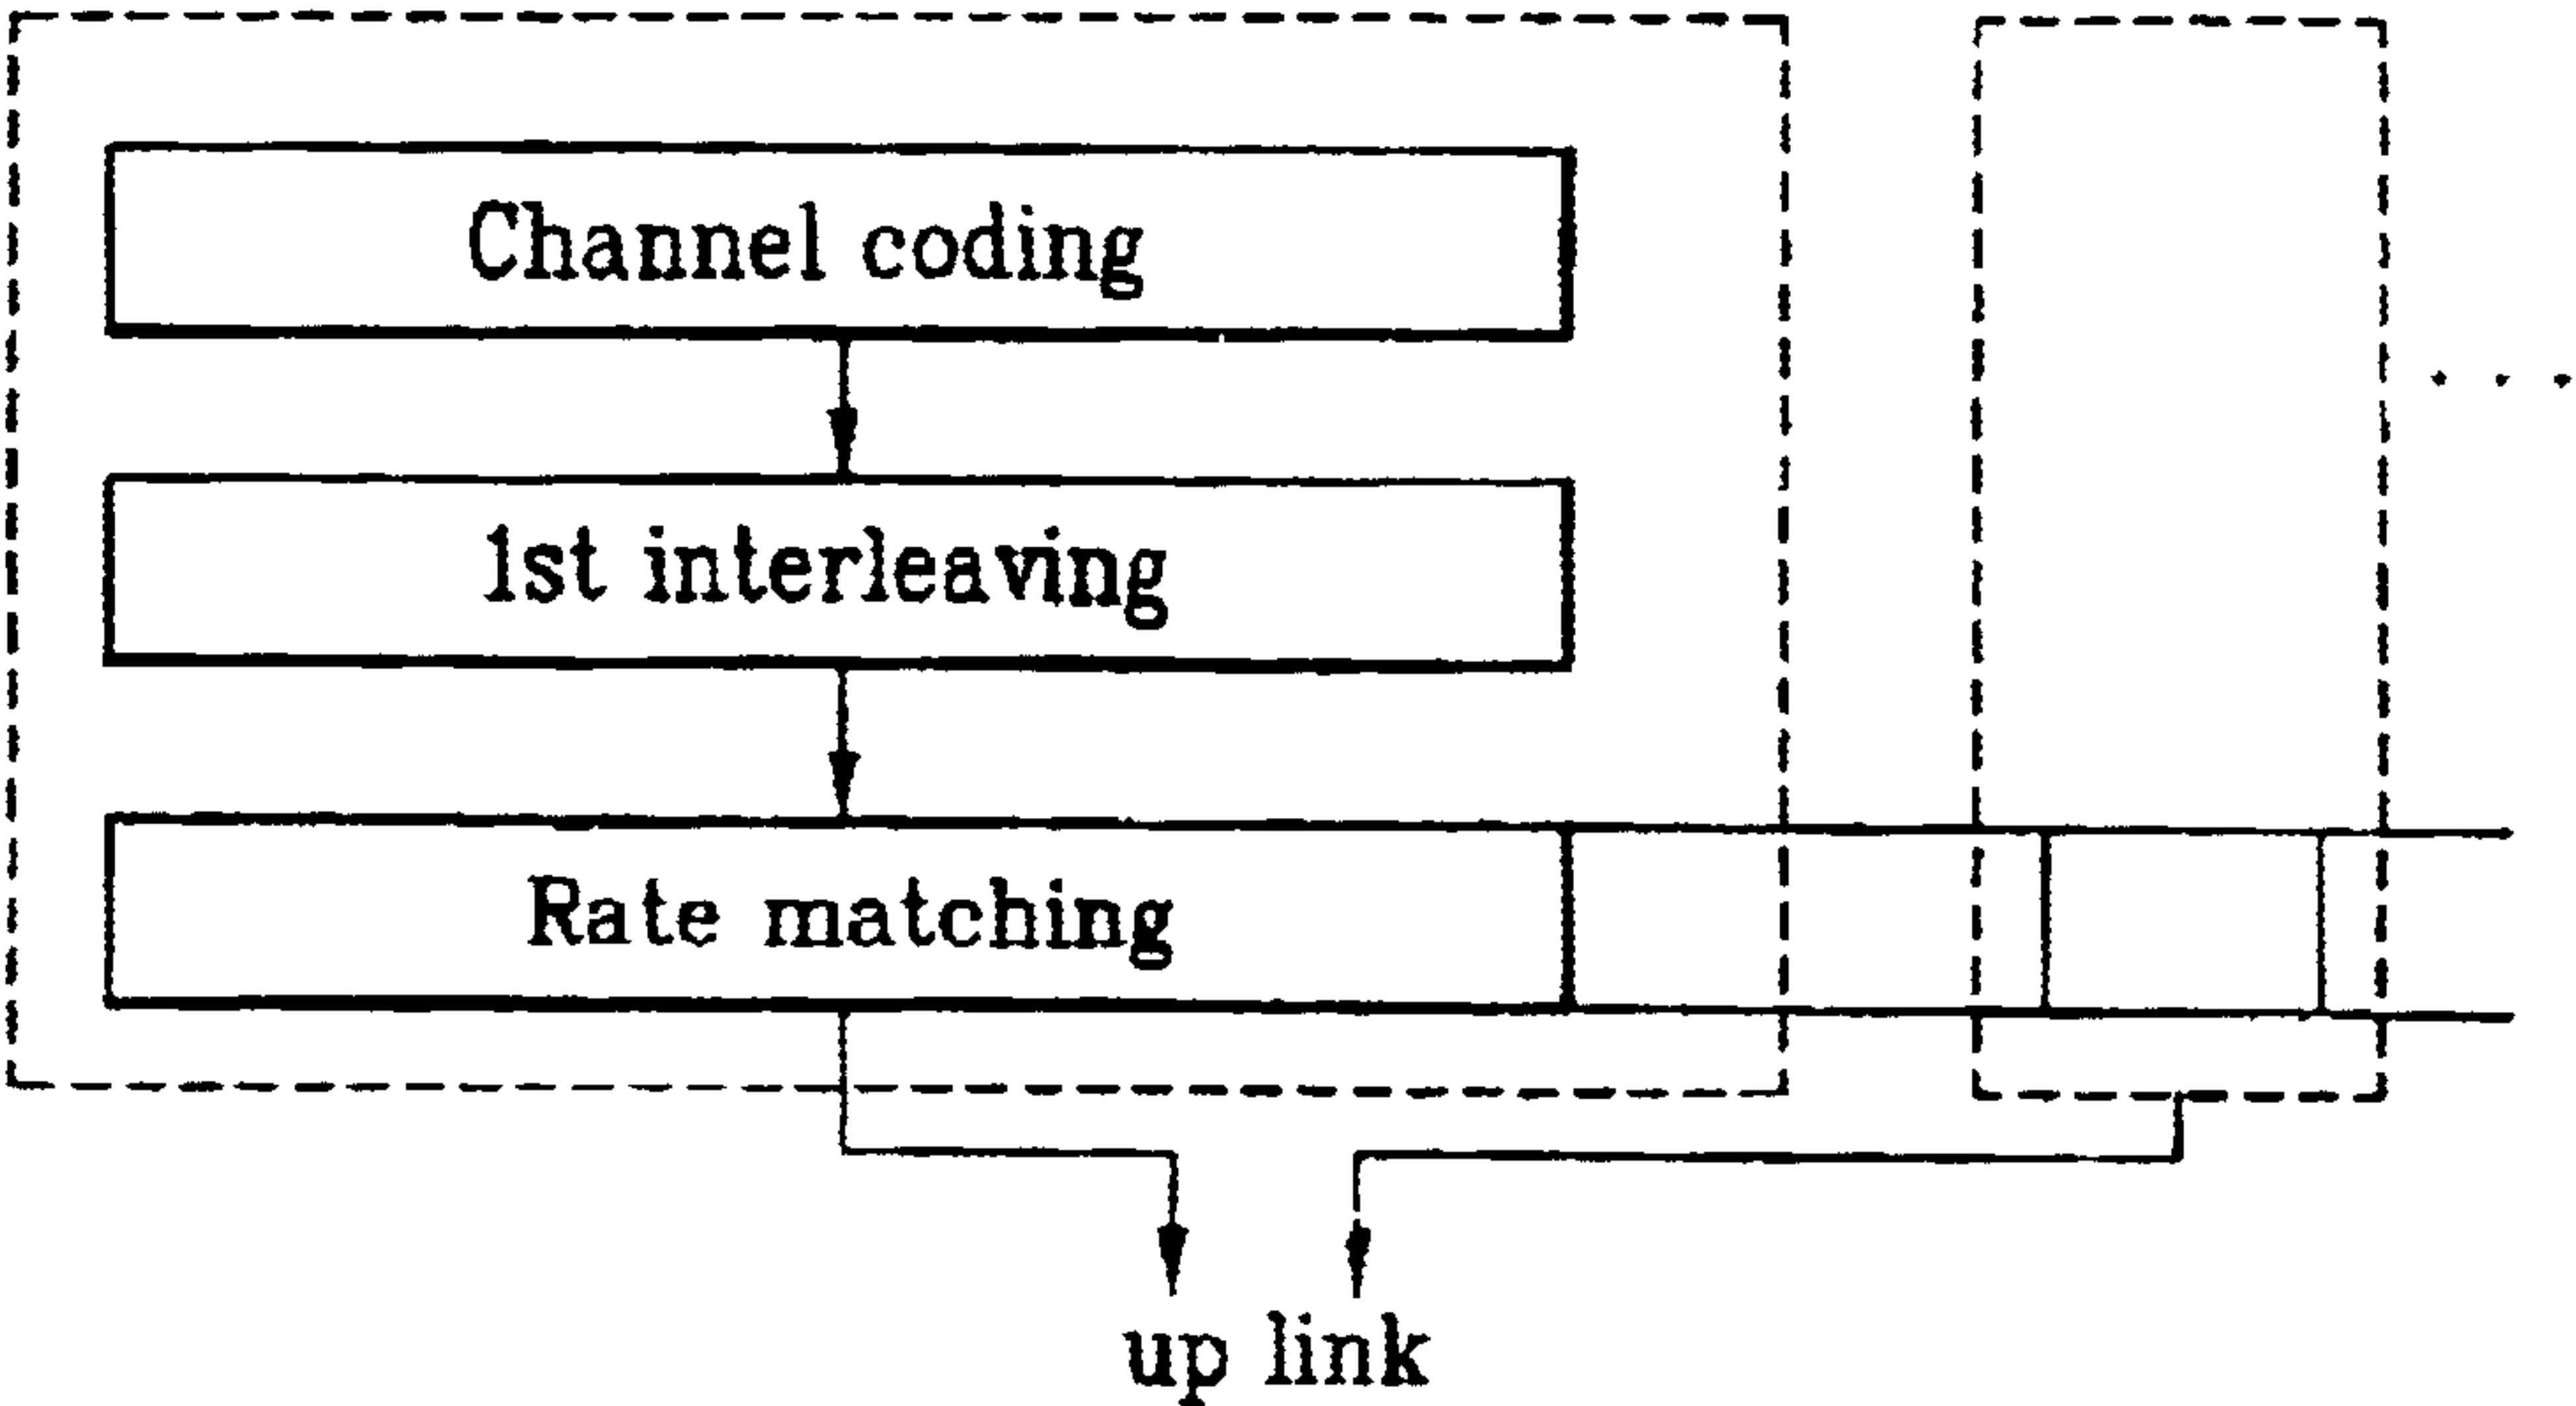 Channel coding
1st interleaving
Rate matching
. . .
up link